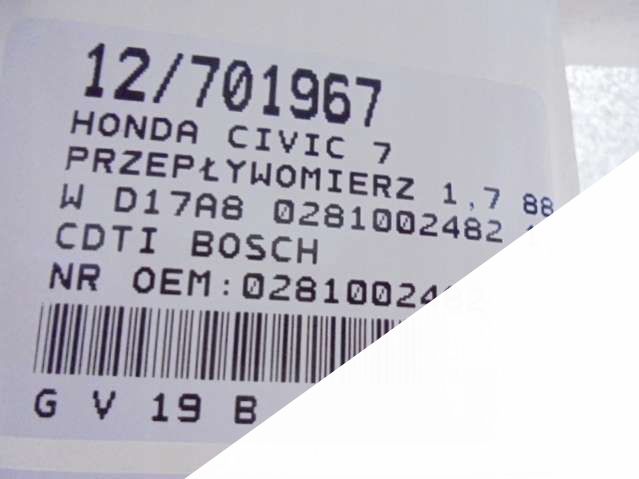 12/701967
HONDA CIVIC 7
PRZEPŁYWOMIERZ 1,7 88
W D17A8 0281002482
CDTI BOSCH
NR OEM:
G V 19 B